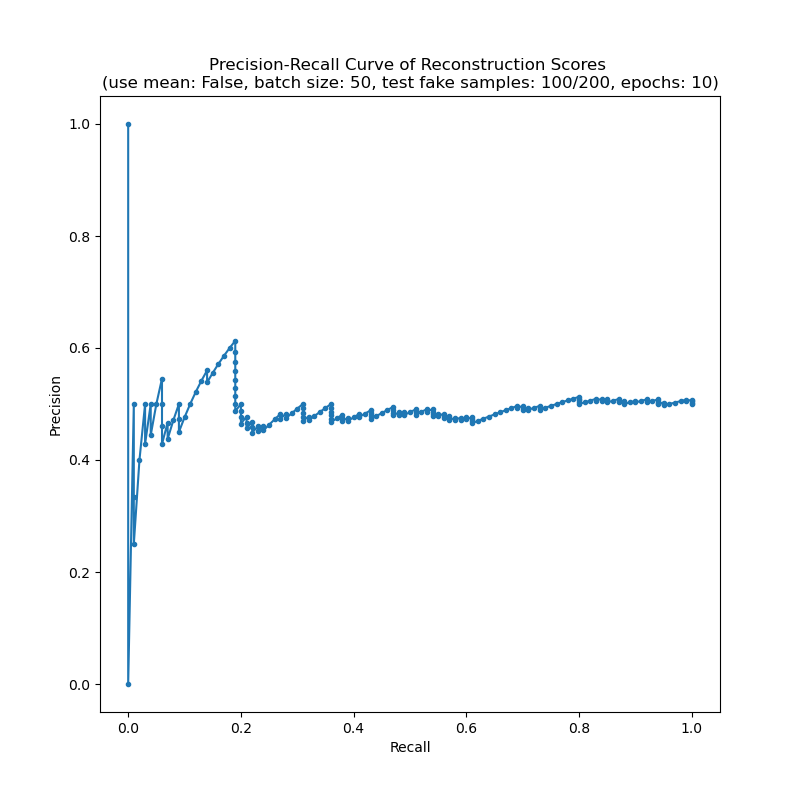 Precision-Recall Curve of Reconstruction Scores
(use mean: False, batch size: 50, test fake samples: 100/200, epochs: 10)
1.0
0.8
0.6
0.4
0.2
0.0
Precision
0.0 0.2 0.4 0.6 0.8 1.0
Recall